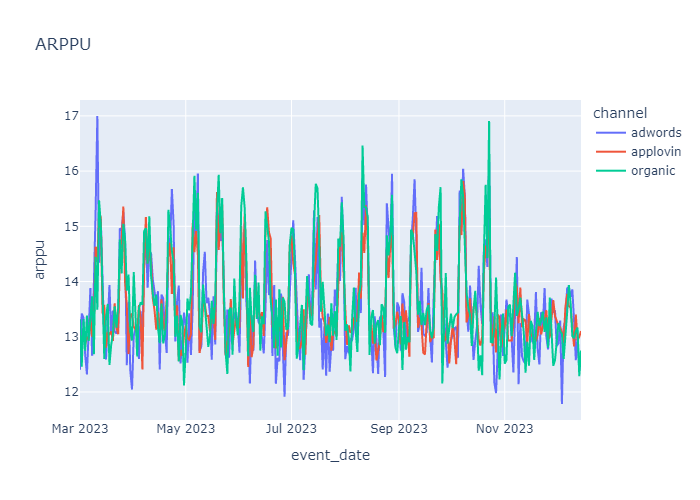 ARPPU
channel
adwords
applovin
organic
arppu
17
16
15
14
13
12
Mar 2023
May 2023
Jul 2023
Sep 2023
Nov 2023
event_date